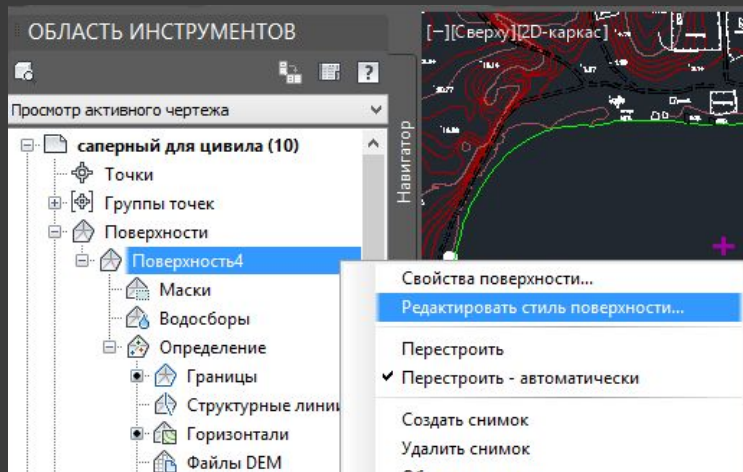 ОБЛАСТЬ ИНСТРУМЕНТОВ
Просмотр активного чертежа
саперный для цивила (10)
Точки
Группы точек
Поверхности
Поверхность4
Маски
Водосборы
Определение
Границы
Структурные линии
Горизонтали
Файлы DEM
Навигатор
[−][Сверху][2D-каркас]
Свойства поверхности...
Редактировать стиль поверхности...
Перестроить
Перестроить - автоматически
Создать снимок
Удалить снимок